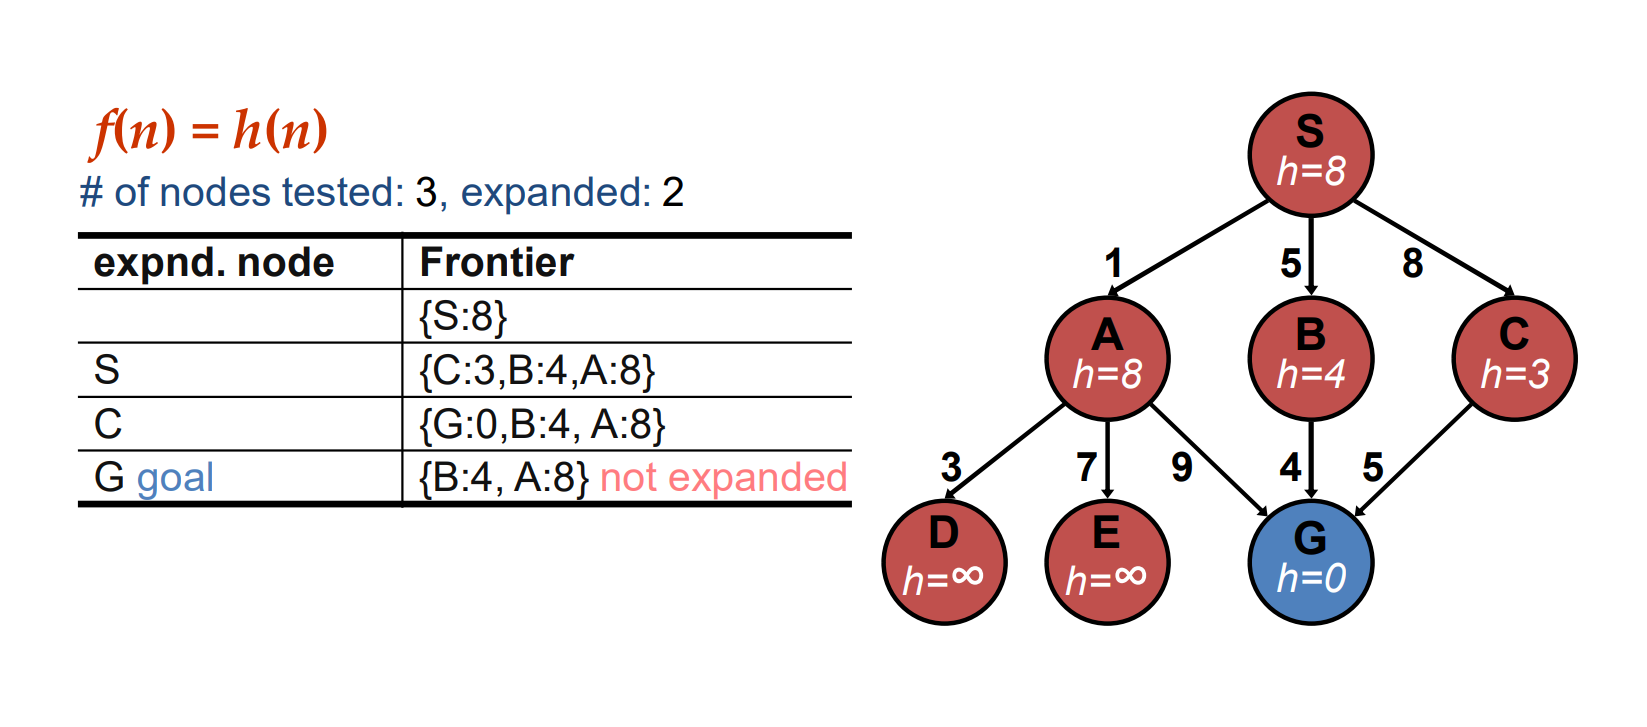 f(n) = h(n)
# of nodes tested: 3, expanded: 2
expnd. node Frontier
{S:8}
S {C:3,B:4,A:8}
C {G:0,B:4, A:8}
G goal {B:4, A:8} not expanded
S
h=8
1 5 8
A B C
h=8 h=4 h=3
3 7 9 4 5
D E G
h=∞ h=∞ h=0